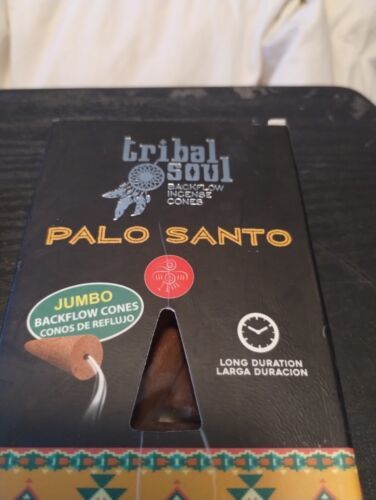 tribal
soul
BACKFLOW
INCENSE
CONES
PALO SANTO
JUMBO
BACKFLOW CONES
CONOS DE REFLUJO
LONG DURATION
LARGA DURACION